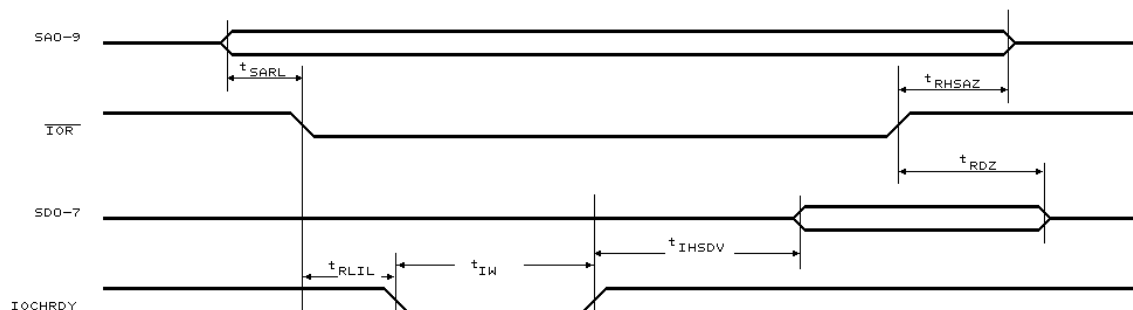 SA0-9
tSARL
tRHSAZ
IOR
tRDZ
SD0-7
tIHSDV
tRLIL
tIW
IOCHRDY